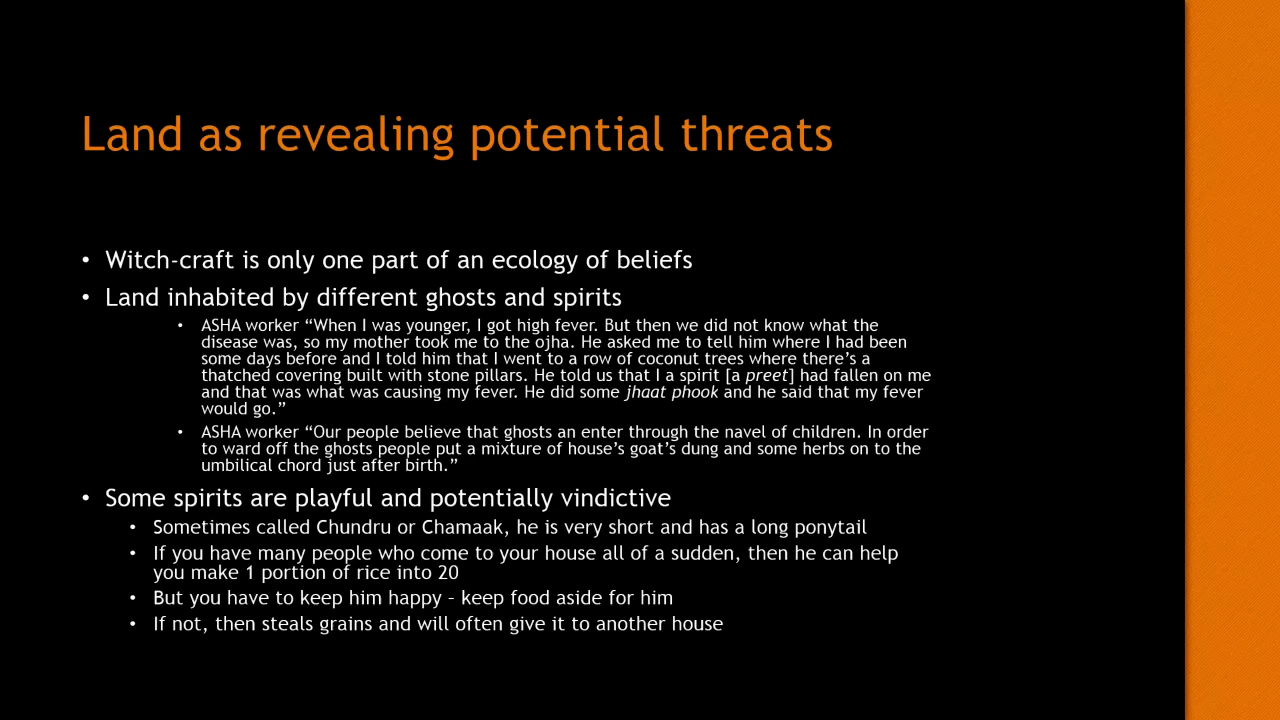 Land as revealing potential threats
• Witch-craft is only one part of an ecology of beliefs
• Land inhabited by different ghosts and spirits
• ASHA worker “When I was younger, I got high fever. But then we did not know what the
disease was, so my mother took me to the ojha. He asked me to tell him where I had been
some days before and I told him that I went to a row of coconut trees where there’s a
thatched covering built with stone pillars. He told us that I a spirit [a preet] had fallen on me
and that was what was causing my fever. He did some jhaat phook and he said that my fever
would go.”
• ASHA worker “Our people believe that ghosts an enter through the navel of children. In order
to ward off the ghosts people put a mixture of house’s goat’s dung and some herbs on to the
umbilical chord just after birth.”
• Some spirits are playful and potentially vindictive
• Sometimes called Chundru or Chamaak, he is very short and has a long ponytail
• If you have many people who come to your house all of a sudden, then he can help
you make 1 portion of rice into 20
• But you have to keep him happy – keep food aside for him
• If not, then steals grains and will often give it to another house